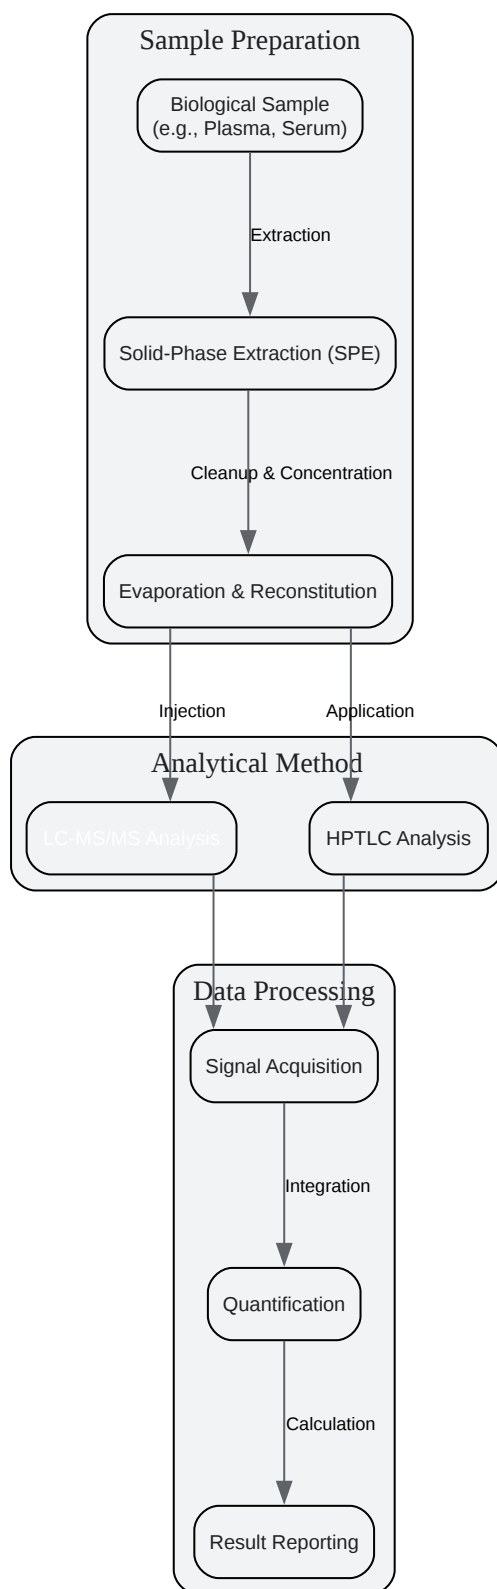 Sample Preparation
Biological Sample
(e.g., Plasma, Serum)
Extraction
Solid-Phase Extraction (SPE)
Cleanup & Concentration
Evaporation & Reconstitution
Injection
Application
Analytical Method
LC-MS/MS Analysis
HPTLC Analysis
Data Processing
Signal Acquisition
Integration
Quantification
Calculation
Result Reporting